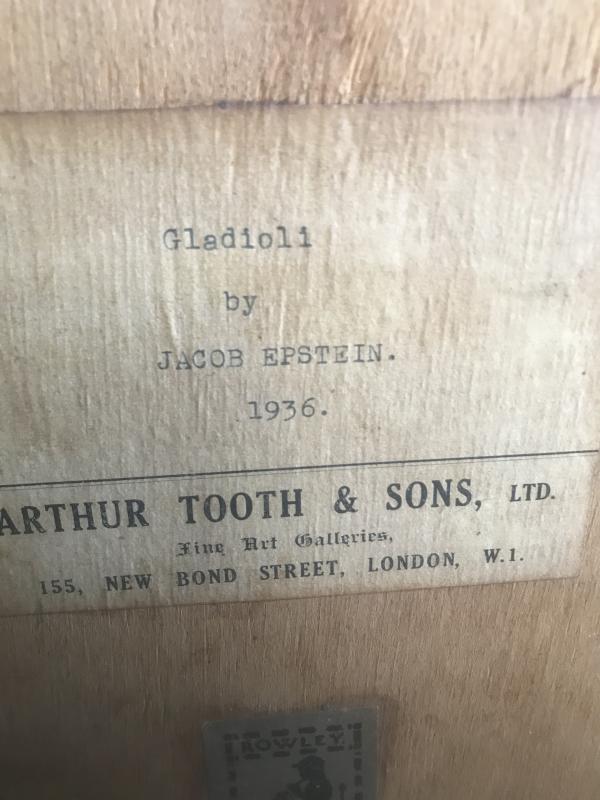 Gladioli
by
JACOB EPSTEIN.
1936.
ARTHUR TOOTH & SONS, LTD.
Fine Art Galleries,
155, NEW BOND STREET, LONDON, W.1.
ROWLEY